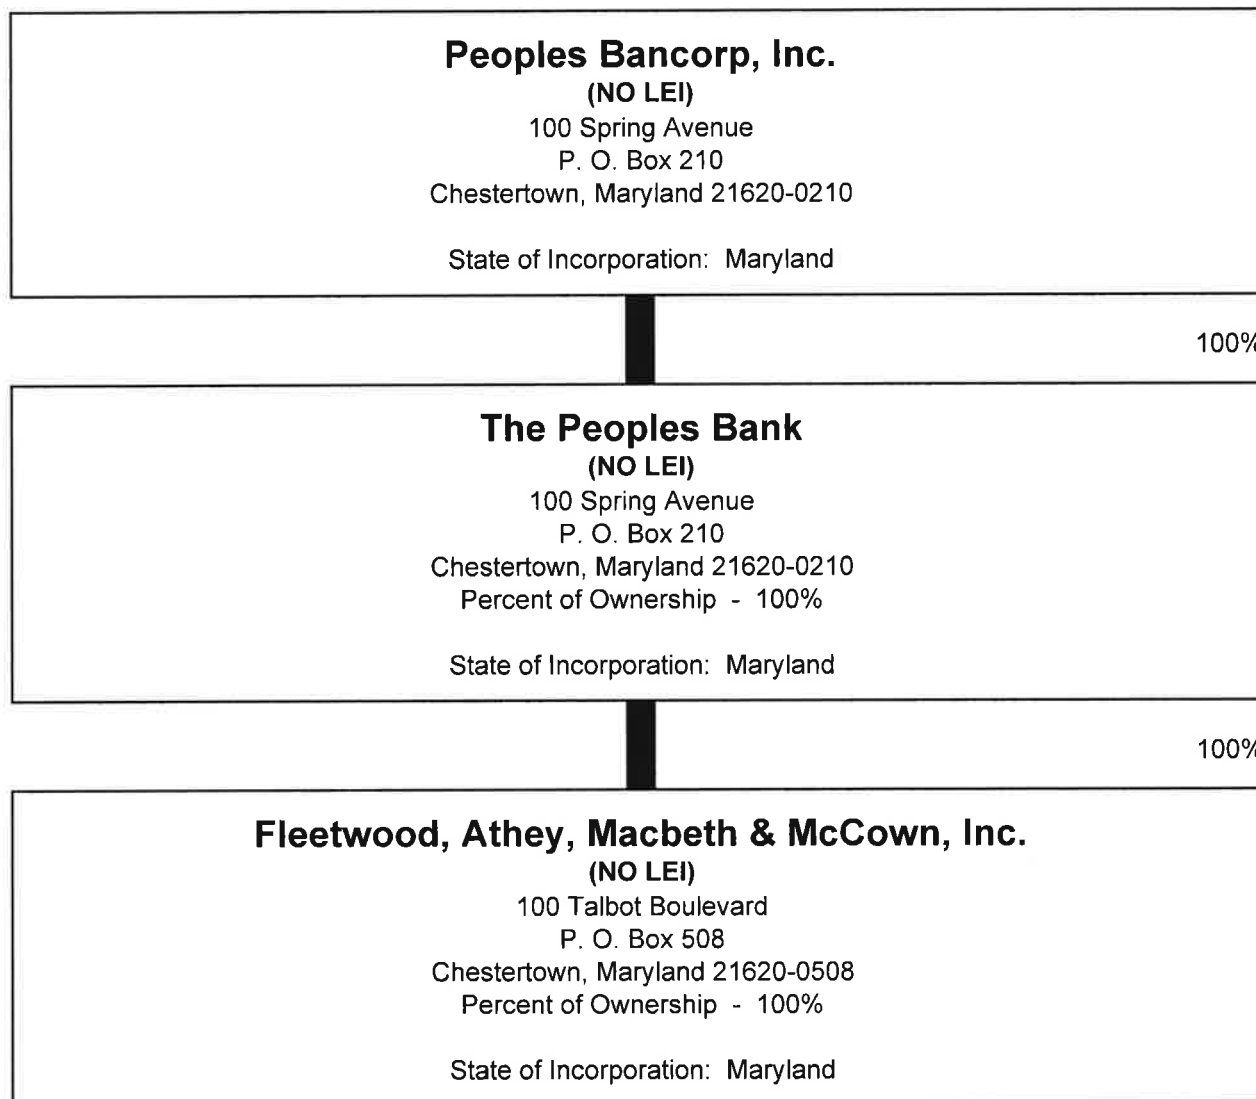 Peoples Bancorp, Inc.
(NO LEI)
100 Spring Avenue
P. O. Box 210
Chestertown, Maryland 21620-0210
State of Incorporation:  Maryland
100%
The Peoples Bank
(NO LEI)
100 Spring Avenue
P. O. Box 210
Chestertown, Maryland 21620-0210
Percent of Ownership  -  100%
State of Incorporation:  Maryland
100%
Fleetwood, Athey, Macbeth & McCown, Inc.
(NO LEI)
100 Talbot Boulevard
P. O. Box 508
Chestertown, Maryland 21620-0508
Percent of Ownership  -  100%
State of Incorporation:  Maryland